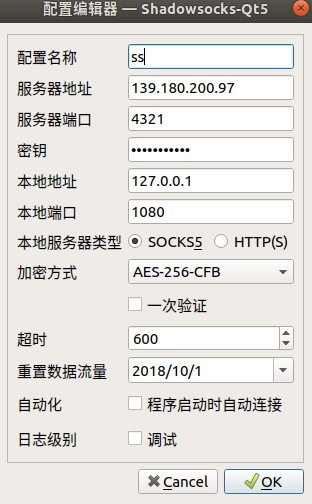 配置编辑器 — Shadowsocks-Qt5
配置名称 ss
服务器地址 139.180.200.97
服务器端口 4321
密钥 •••••••••••
本地地址 127.0.0.1
本地端口 1080
本地服务器类型 SOCKS5 HTTP(S)
加密方式 AES-256-CFB
一次验证
超时 600
重置数据流量 2018/10/1
自动化 程序启动时自动连接
日志级别 调试
Cancel OK